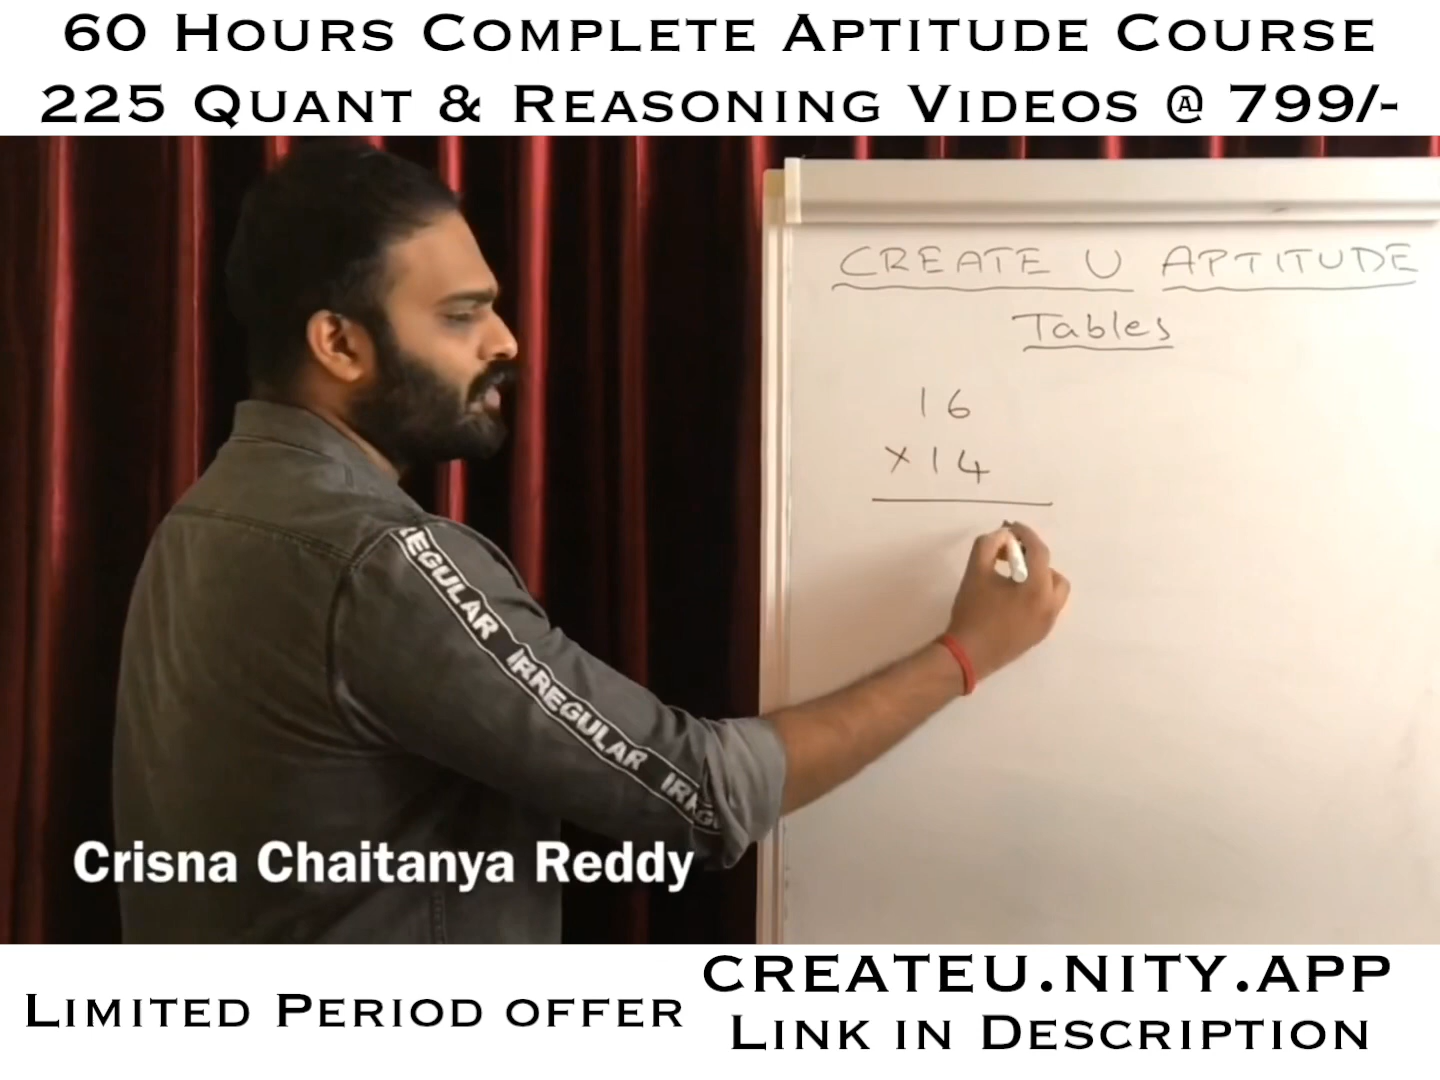 60 HOURS COMPLETE APTITUDE COURSE
225 QUANT & REASONING VIDEOS @ 799/-
CREATE U APTITUDE
Tables
16
×14
REGULAR IRREGULAR IRREGU
Crisna Chaitanya Reddy
LIMITED PERIOD OFFER
CREATEU.NITY.APP
LINK IN DESCRIPTION